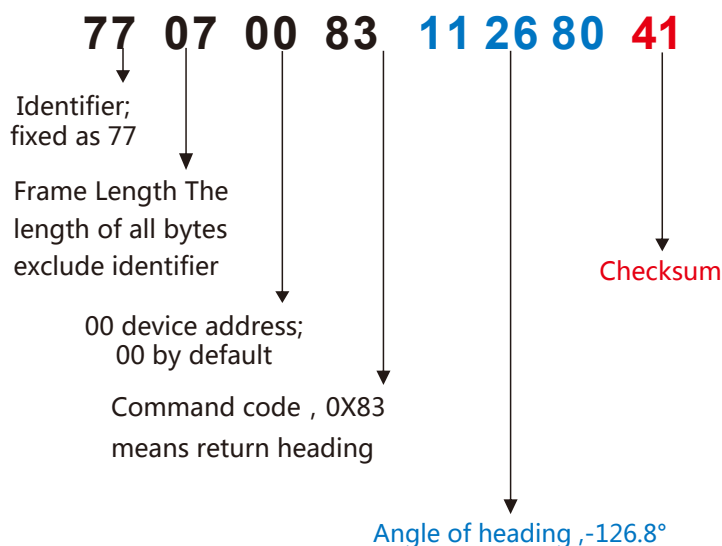 77 07 00 83 11 26 80 41
Identifier;
fixed as 77
Frame Length The
length of all bytes
exclude identifier
Checksum
00 device address;
00 by default
Command code , 0X83
means return heading
Angle of heading ,-126.8°